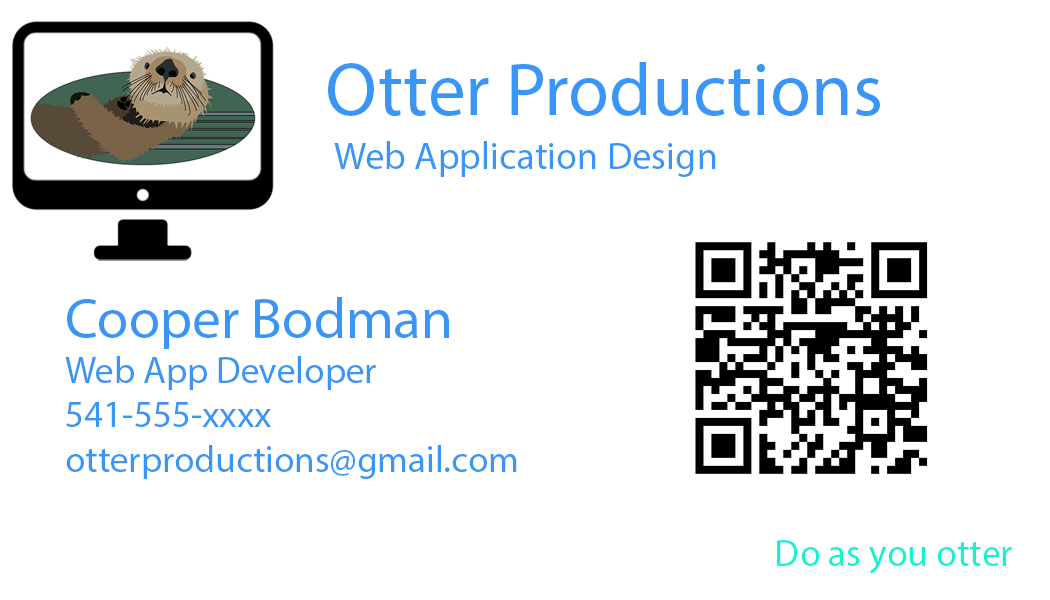 Otter Productions
Web Application Design
Cooper Bodman
Web App Developer
541-555-xxxx
otterproductions@gmail.com
Do as you otter